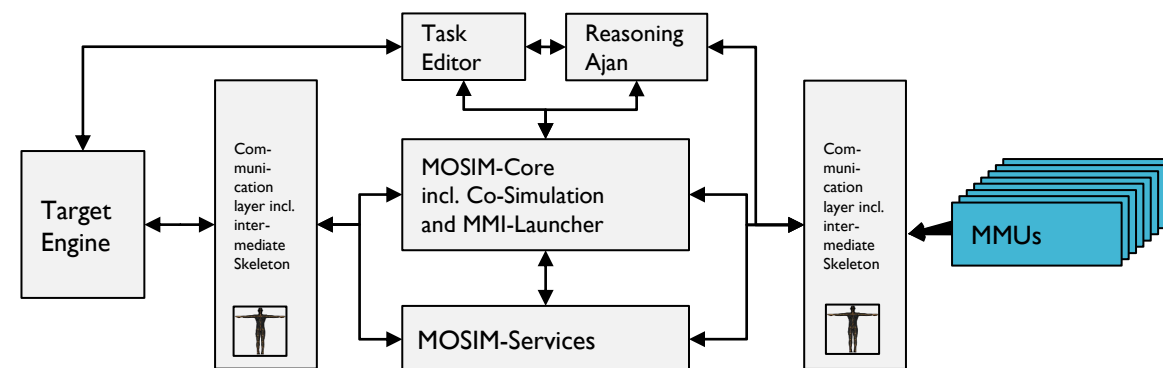 Task
Editor
Reasoning
Ajan
Com-
muni-
cation
layer incl.
inter-
mediate
Skeleton
MOSIM-Core
incl. Co-Simulation
and MMI-Launcher
Com-
muni-
cation
layer incl.
inter-
mediate
Skeleton
Target
Engine
MMUs
MOSIM-Services